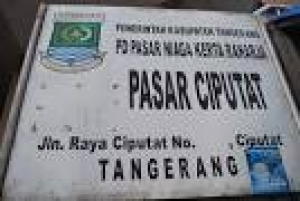 PEMERINTAH KABUPATEN TANGERANG
PD PASAR NIAGA KERTA RAHARJA
PASAR CIPUTAT
Jln. Raya Ciputat No. , Ciputat
TANGERANG